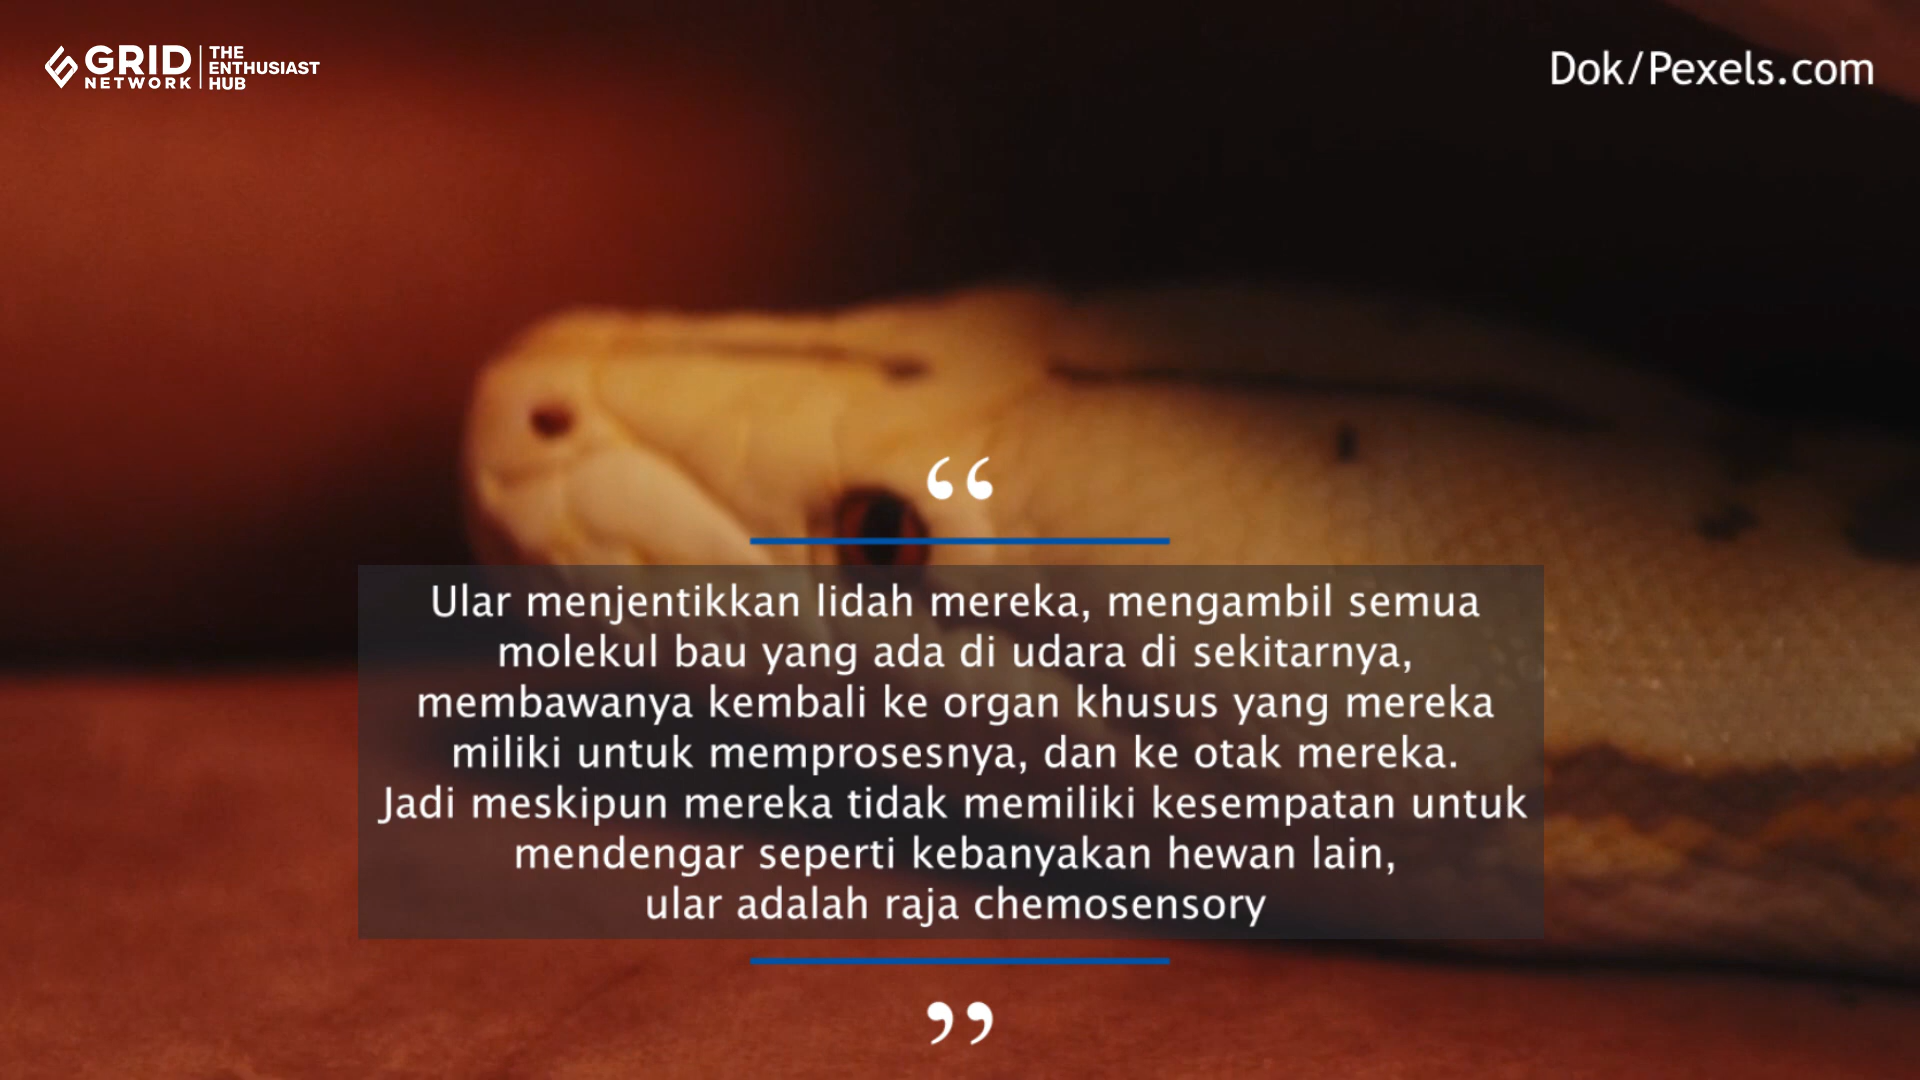 GRID
NETWORK
THE
ENTHUSIAST
HUB
Dok/Pexels.com
“
Ular menjentikkan lidah mereka, mengambil semua
molekul bau yang ada di udara di sekitarnya,
membawanya kembali ke organ khusus yang mereka
miliki untuk memprosesnya, dan ke otak mereka.
Jadi meskipun mereka tidak memiliki kesempatan untuk
mendengar seperti kebanyakan hewan lain,
ular adalah raja chemosensory
”